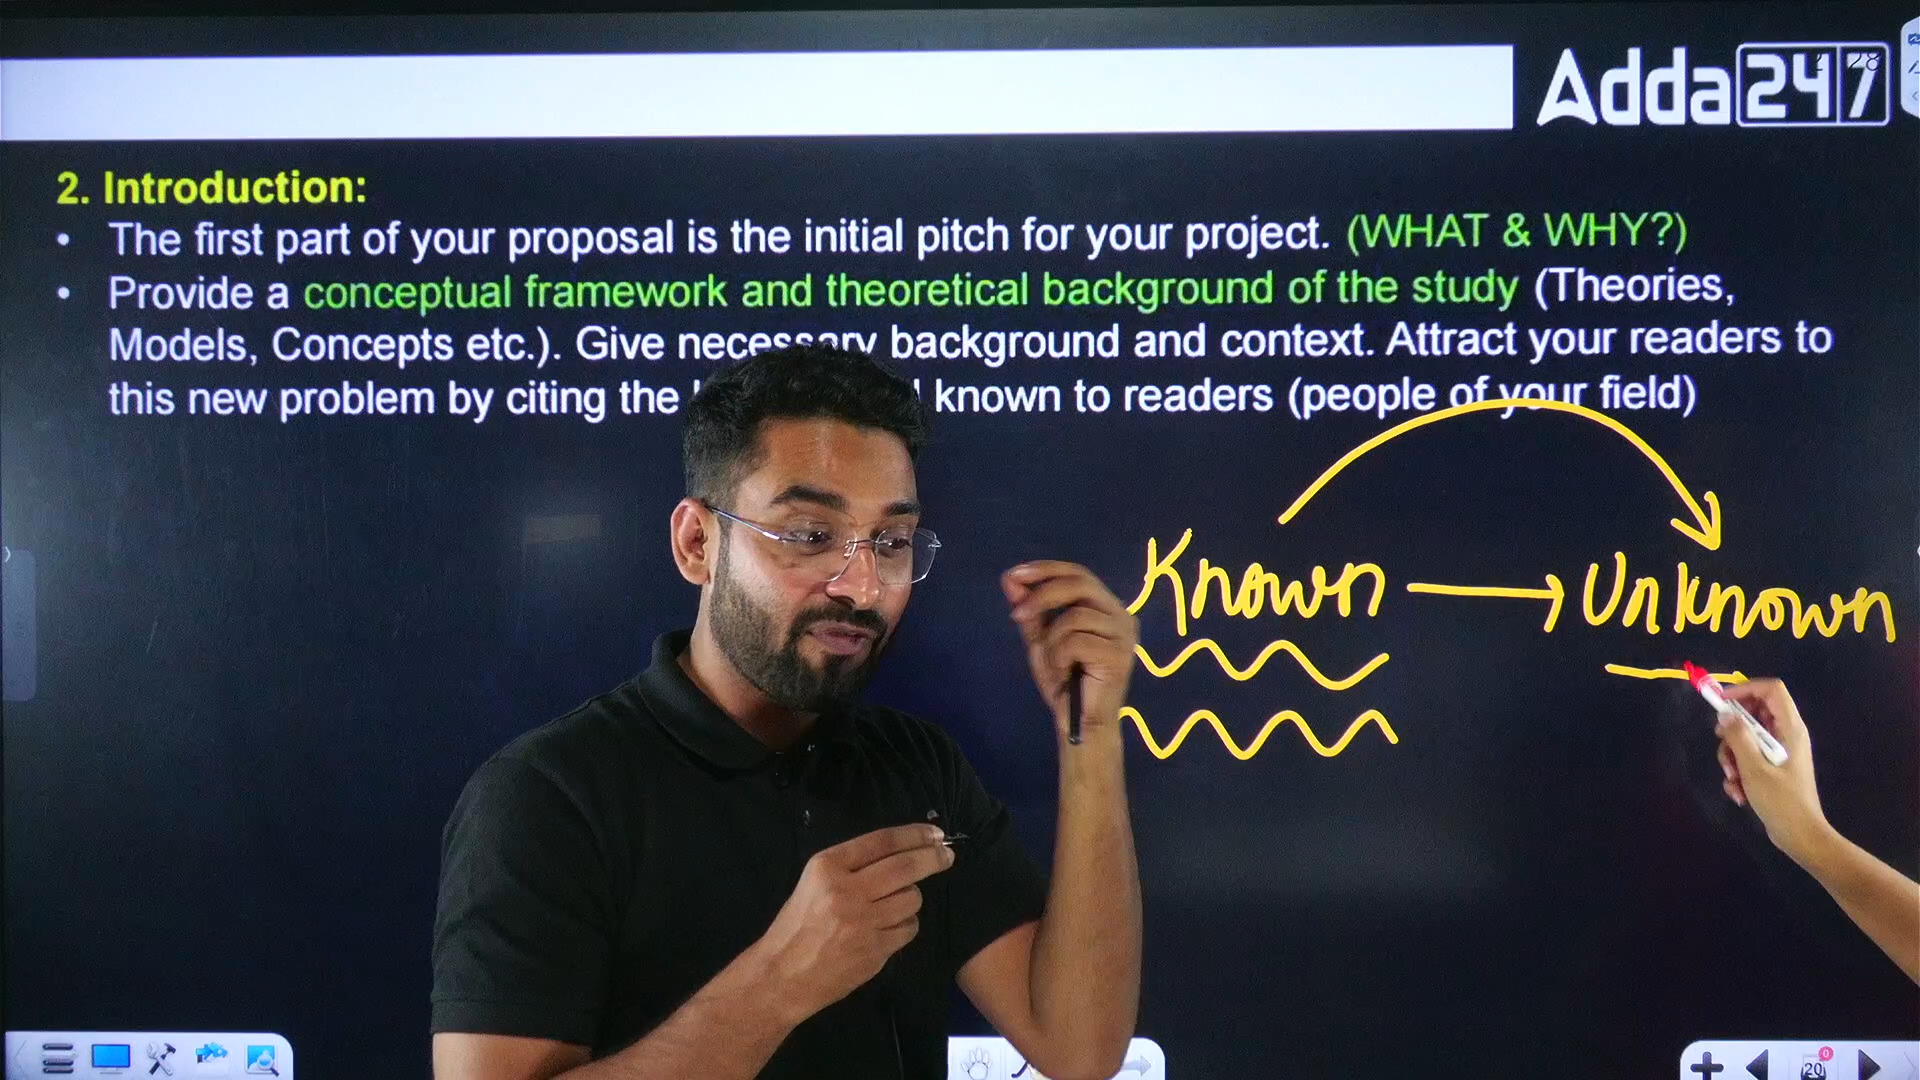 Adda247
2. Introduction:
• The first part of your proposal is the initial pitch for your project. (WHAT & WHY?)
• Provide a conceptual framework and theoretical background of the study (Theories,
Models, Concepts etc.). Give necessary background and context. Attract your readers to
this new problem by citing the known to readers (people of your field)
Known → Unknown
20
0